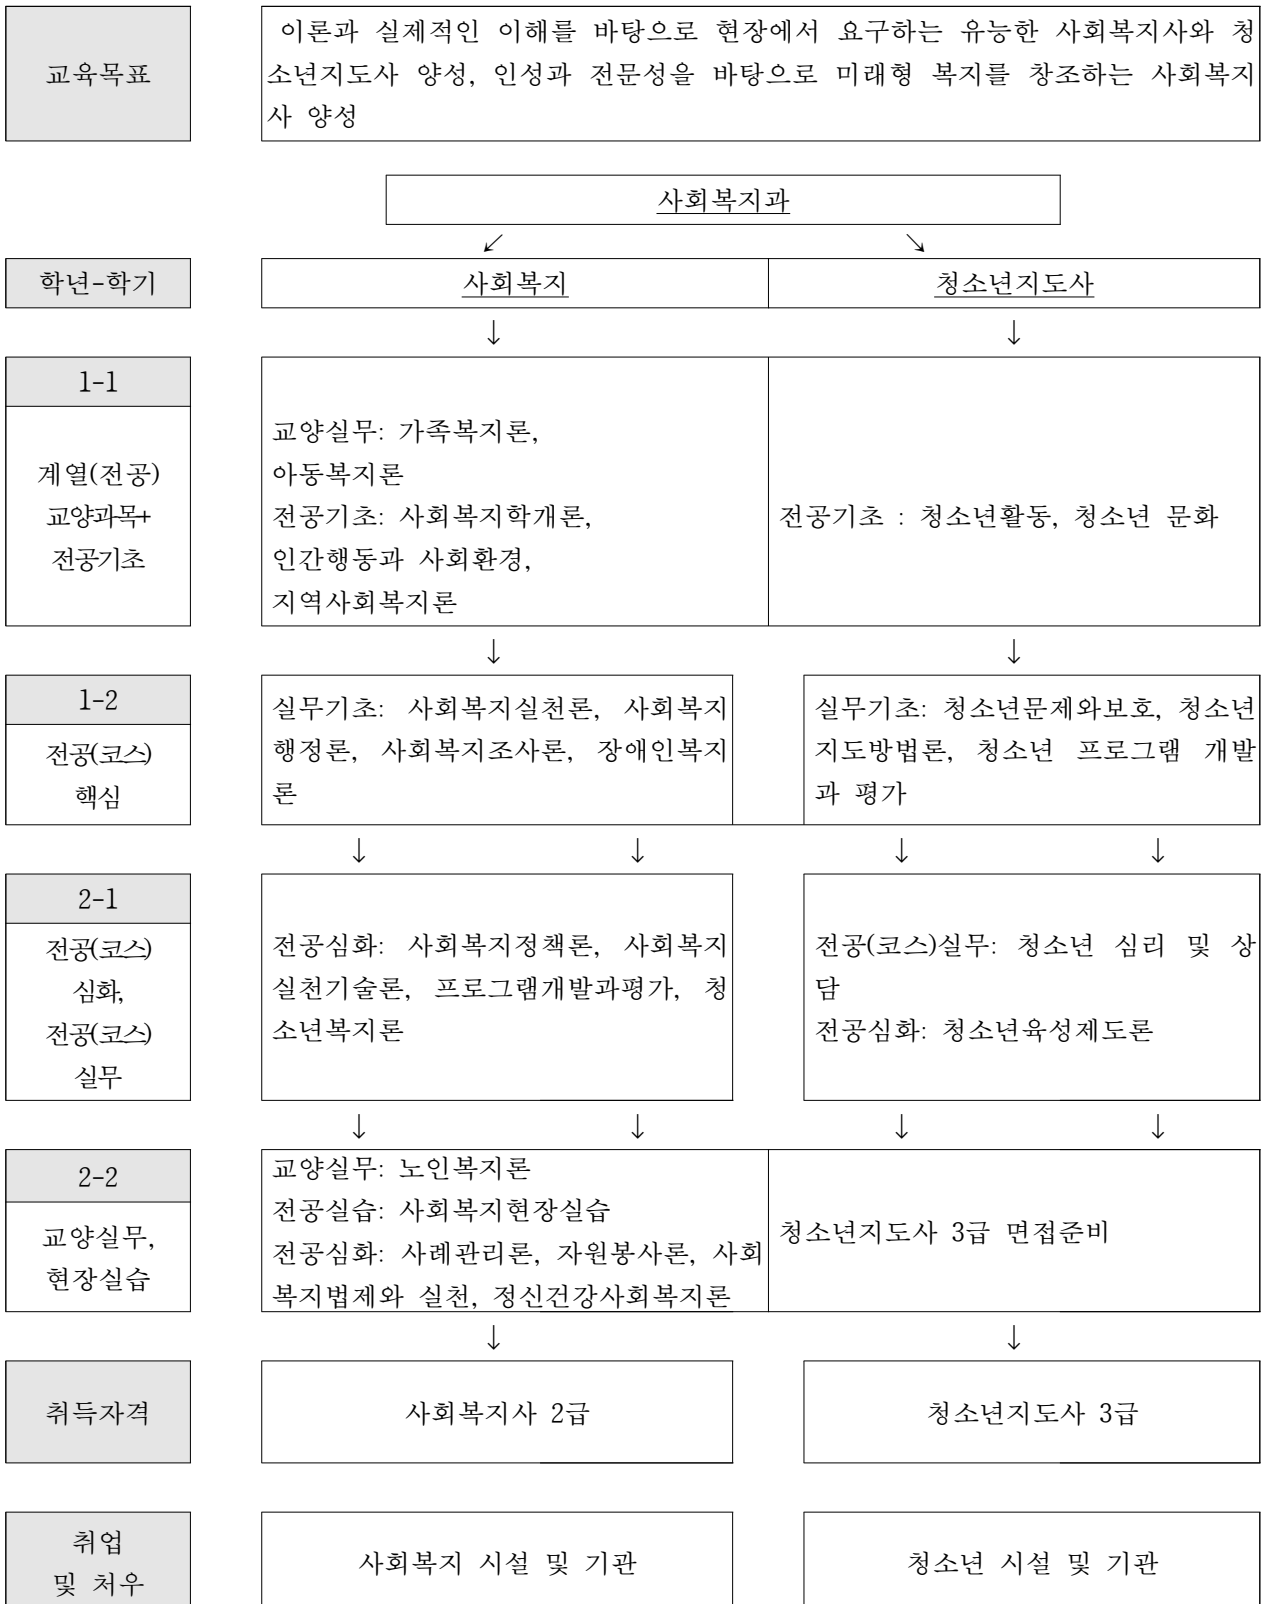 교육목표
이론과 실제적인 이해를 바탕으로 현장에서 요구하는 유능한 사회복지사와 청
소년지도사 양성, 인성과 전문성을 바탕으로 미래형 복지를 창조하는 사회복지
사 양성
사회복지과
↙ ↘
학년-학기
사회복지
청소년지도사
↓ ↓
1-1
계열(전공)
교양과목+
전공기초
교양실무: 가족복지론,
아동복지론
전공기초: 사회복지학개론,
인간행동과 사회환경,
지역사회복지론
전공기초 : 청소년활동, 청소년 문화
↓ ↓
1-2
전공(코스)
핵심
실무기초: 사회복지실천론, 사회복지
행정론, 사회복지조사론, 장애인복지
론
실무기초: 청소년문제와보호, 청소년
지도방법론, 청소년 프로그램 개발
과 평가
↓ ↓ ↓ ↓
2-1
전공(코스)
심화,
전공(코스)
실무
전공심화: 사회복지정책론, 사회복지
실천기술론, 프로그램개발과평가, 청
소년복지론
전공(코스)실무: 청소년 심리 및 상
담
전공심화: 청소년육성제도론
↓ ↓ ↓ ↓
2-2
교양실무,
현장실습
교양실무: 노인복지론
전공실습: 사회복지현장실습
전공심화: 사례관리론, 자원봉사론, 사회
복지법제와 실천, 정신건강사회복지론
청소년지도사 3급 면접준비
↓ ↓
취득자격
사회복지사 2급
청소년지도사 3급
취업
및 처우
사회복지 시설 및 기관
청소년 시설 및 기관